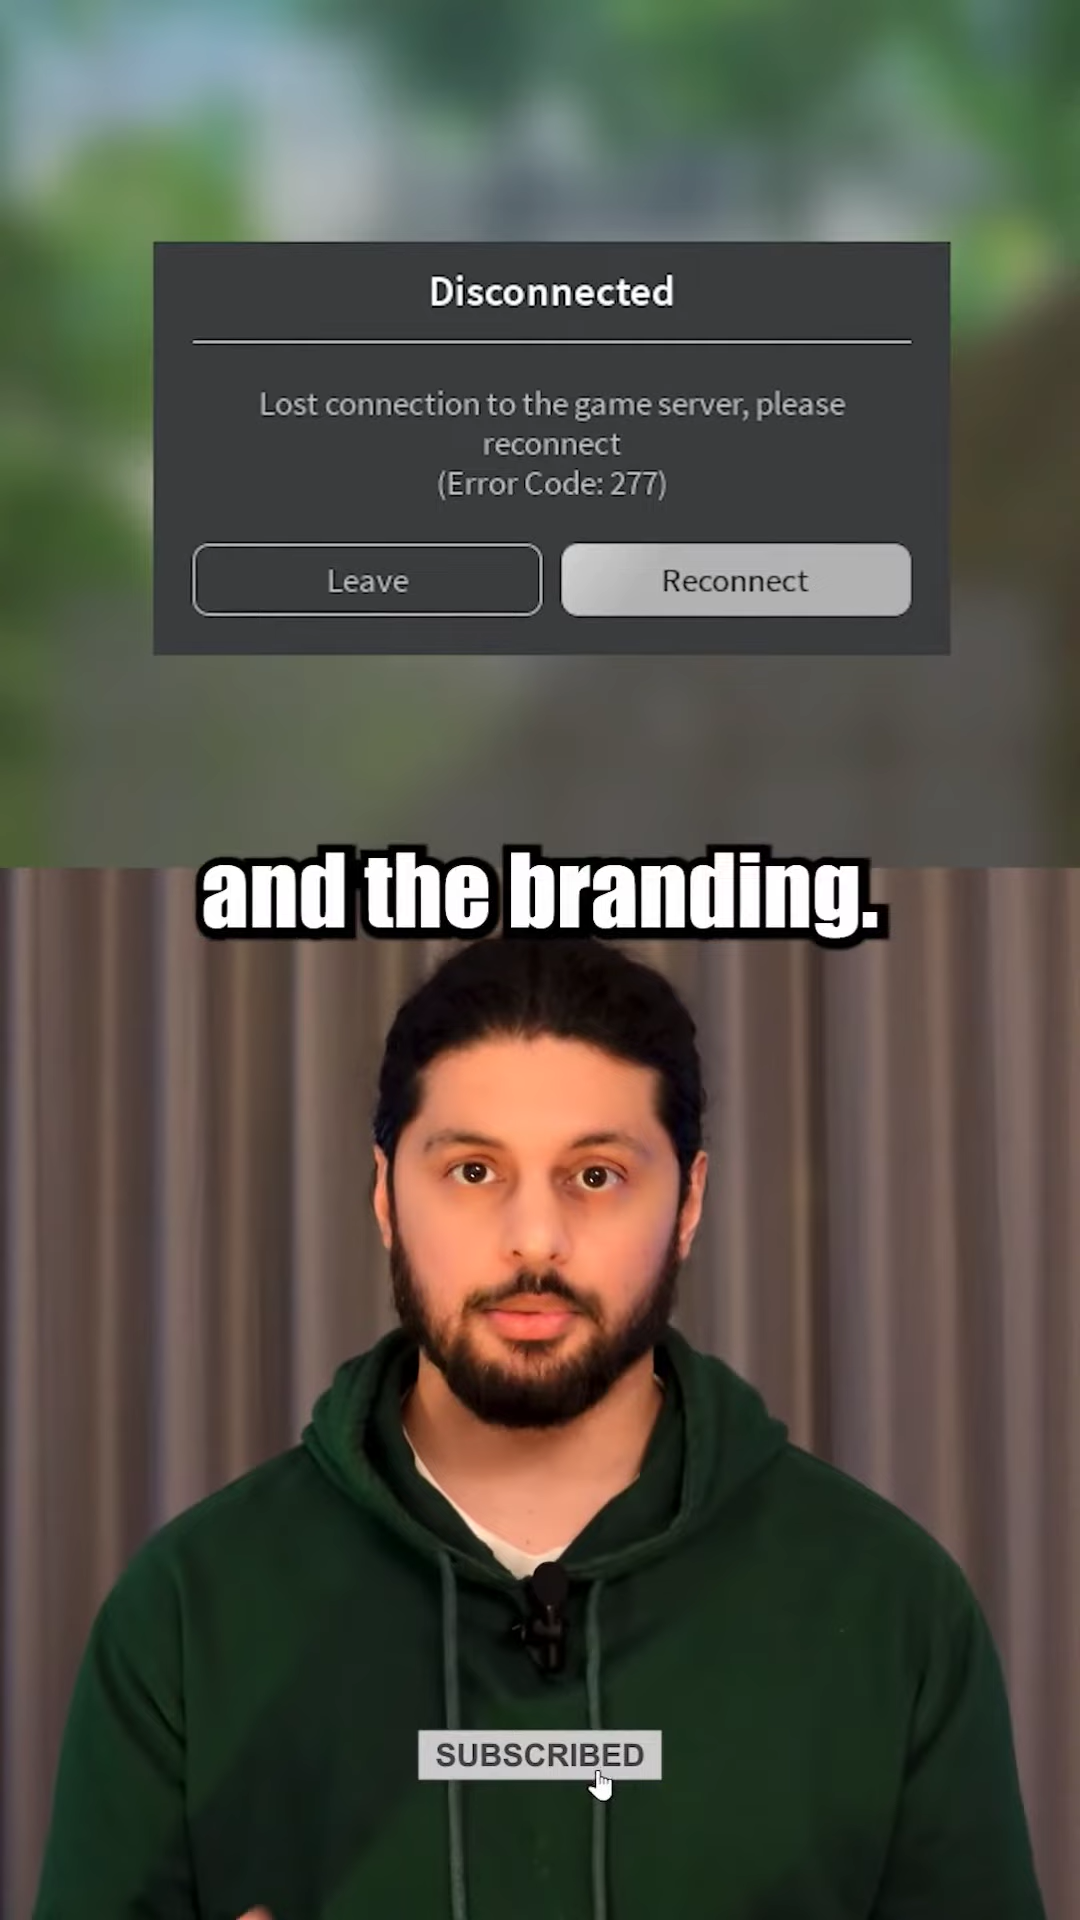 Disconnected
Lost connection to the game server, please
reconnect
(Error Code: 277)
Leave
Reconnect
and the branding.
SUBSCRIBED